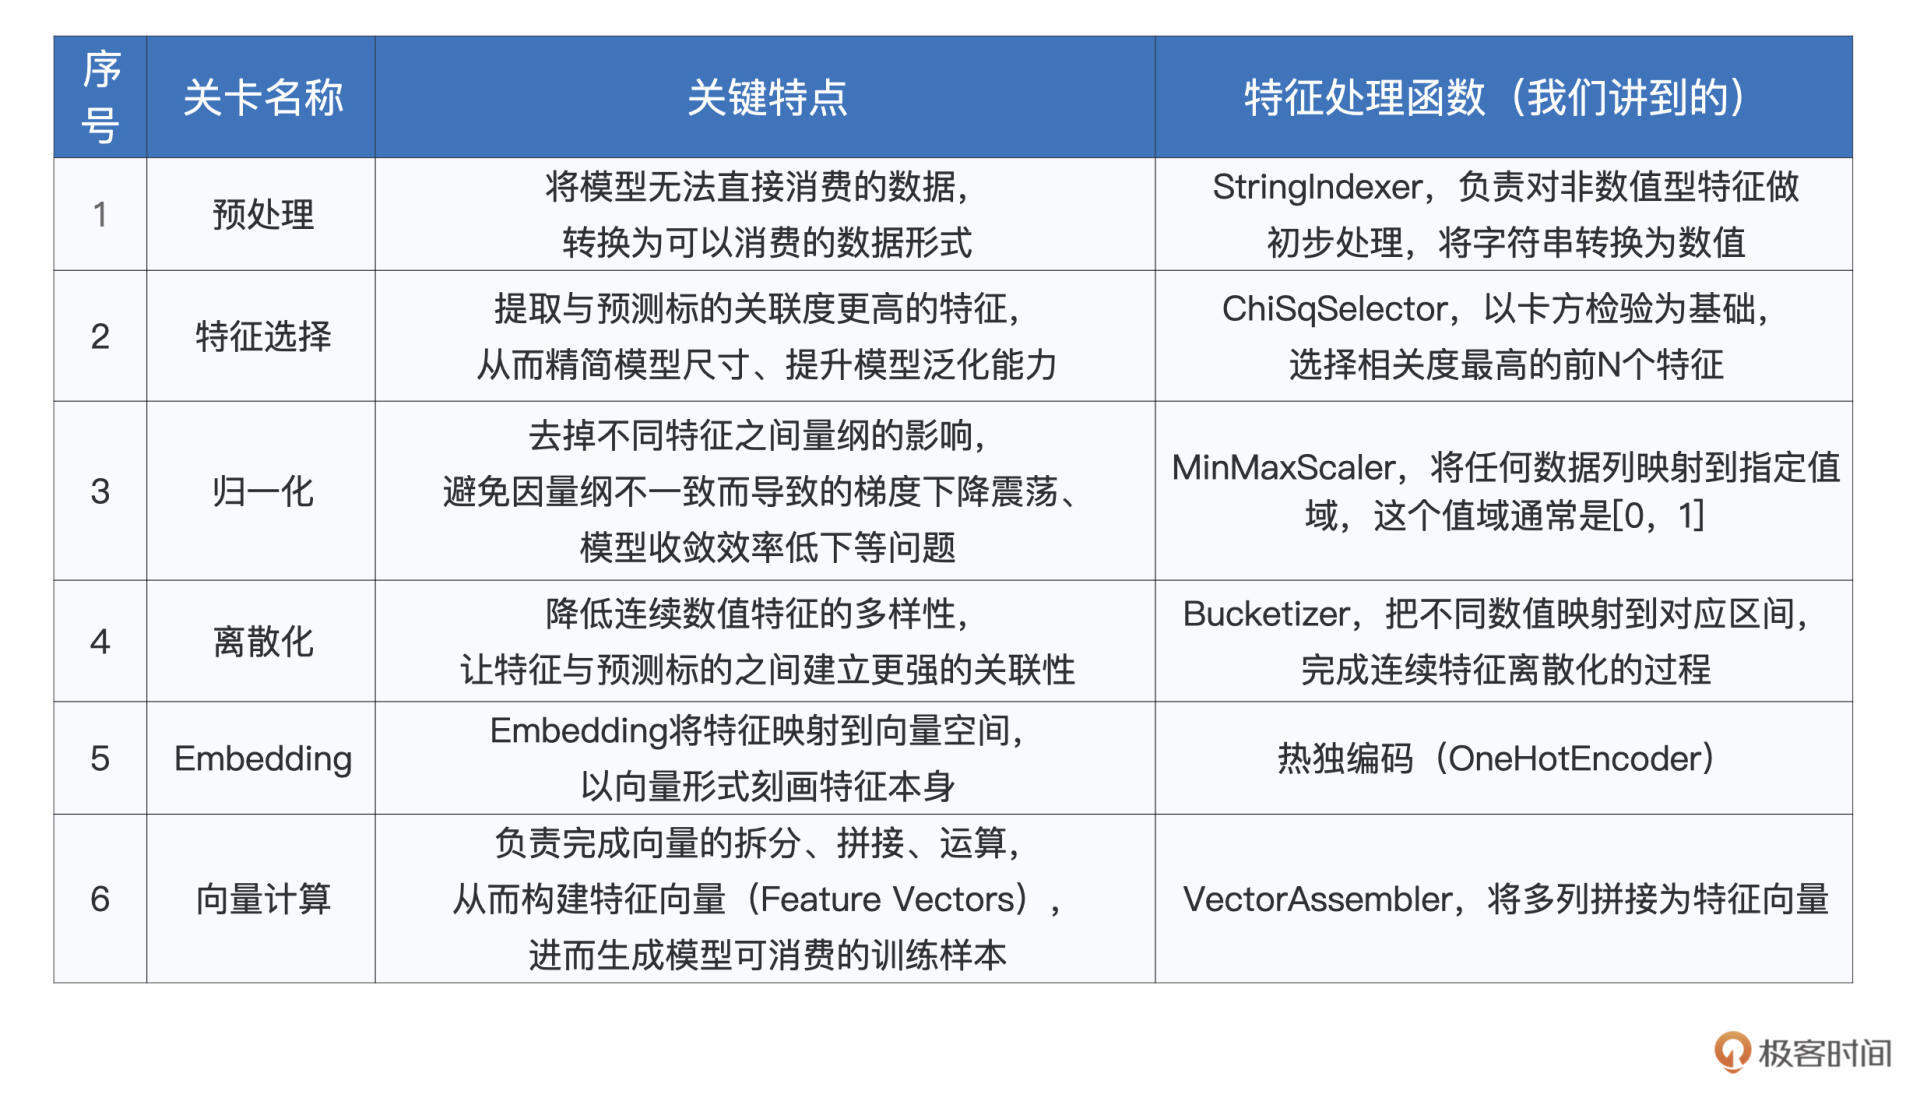 序号
关卡名称
关键特点
特征处理函数（我们讲到的）
1
预处理
将模型无法直接消费的数据，
转换为可以消费的数据形式
StringIndexer，负责对非数值型特征做
初步处理，将字符串转换为数值
2
特征选择
提取与预测标的关联度更高的特征，
从而精简模型尺寸、提升模型泛化能力
ChiSqSelector，以卡方检验为基础，
选择相关度最高的前N个特征
3
归一化
去掉不同特征之间量纲的影响，
避免因量纲不一致而导致的梯度下降震荡、
模型收敛效率低下等问题
MinMaxScaler，将任何数据列映射到指定值
域，这个值域通常是[0，1]
4
离散化
降低连续数值特征的多样性，
让特征与预测标的之间建立更强的关联性
Bucketizer，把不同数值映射到对应区间，
完成连续特征离散化的过程
5
Embedding
Embedding将特征映射到向量空间，
以向量形式刻画特征本身
热独编码（OneHotEncoder）
6
向量计算
负责完成向量的拆分、拼接、运算，
从而构建特征向量（Feature Vectors），
进而生成模型可消费的训练样本
VectorAssembler，将多列拼接为特征向量
极客时间